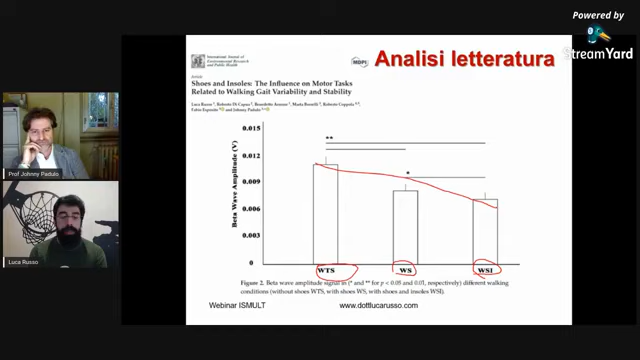 Powered by
StreamYard
International Journal of
Environmental Research
and Public Health
MDPI
Analisi letteratura
Article
Shoes and Insoles: The Influence on Motor Tasks
Related to Walking Gait Variability and Stability
Luca Russo, Roberto Di Capua, Benedetto Arnone, Marta Borrelli, Roberto Coppola,
Fabio Esposito and Johnny Padulo
Beta Wave Amplitude (V)
0.015
0.012
0.009
0.006
0.003
0
**
*
WTS
WS
WSI
Figure 2. Beta wave amplitude signal in (* and ** for p < 0.05 and 0.01, respectively) different walking
conditions (without shoes WTS, with shoes WS, with shoes and insoles WSI).
Webinar ISMULT
www.dottlucarusso.com
Prof Johnny Padulo
Luca Russo